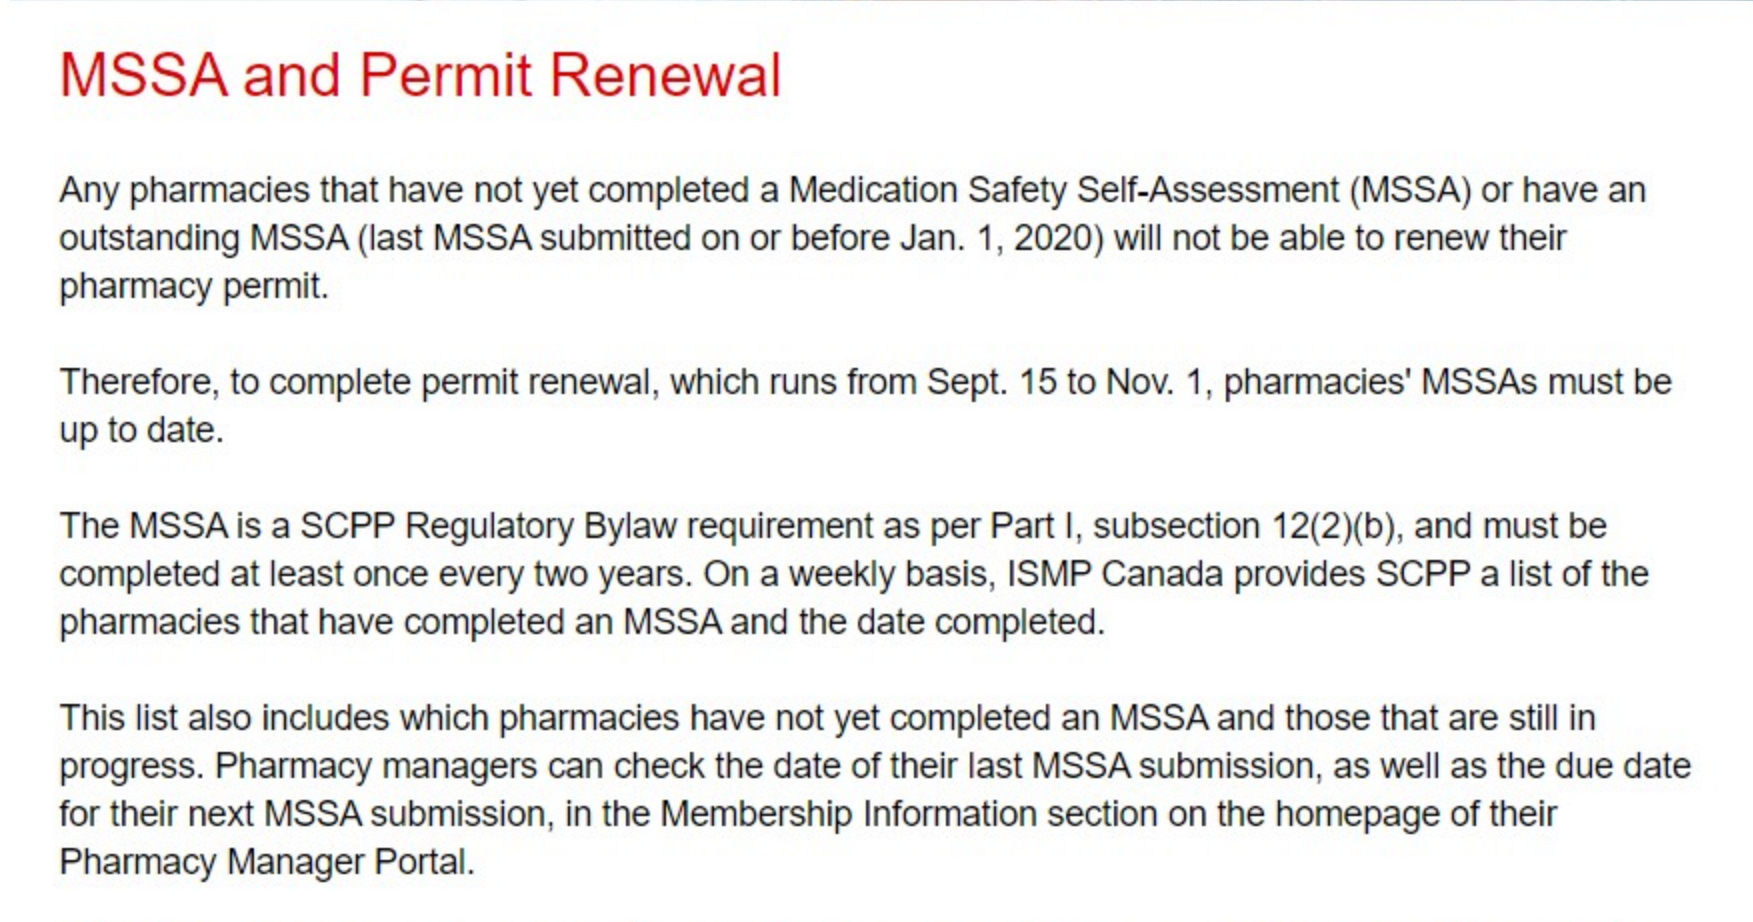 MSSA and Permit Renewal
Any pharmacies that have not yet completed a Medication Safety Self-Assessment (MSSA) or have an
outstanding MSSA (last MSSA submitted on or before Jan. 1, 2020) will not be able to renew their
pharmacy permit.
Therefore, to complete permit renewal, which runs from Sept. 15 to Nov. 1, pharmacies' MSSAs must be
up to date.
The MSSA is a SCPP Regulatory Bylaw requirement as per Part I, subsection 12(2)(b), and must be
completed at least once every two years. On a weekly basis, ISMP Canada provides SCPP a list of the
pharmacies that have completed an MSSA and the date completed.
This list also includes which pharmacies have not yet completed an MSSA and those that are still in
progress. Pharmacy managers can check the date of their last MSSA submission, as well as the due date
for their next MSSA submission, in the Membership Information section on the homepage of their
Pharmacy Manager Portal.